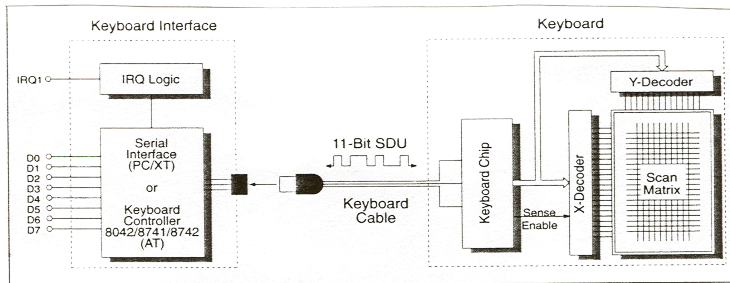 Keyboard Interface
Keyboard
IRQ1
IRQ Logic
Y-Decoder
D0
D1
D2
D3
D4
D5
D6
D7
Serial
Interface
(PC/XT)
or
Keyboard
Controller
8042/8741/8742
(AT)
11-Bit SDU
Keyboard
Cable
Keyboard Chip
Sense
Enable
X-Decoder
Scan
Matrix